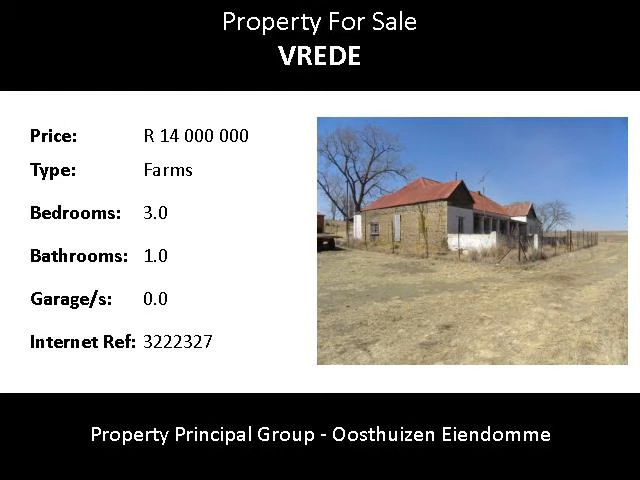 Property For Sale
VREDE
Price: R 14 000 000
Type: Farms
Bedrooms: 3.0
Bathrooms: 1.0
Garage/s: 0.0
Internet Ref: 3222327
Property Principal Group - Oosthuizen Eiendomme